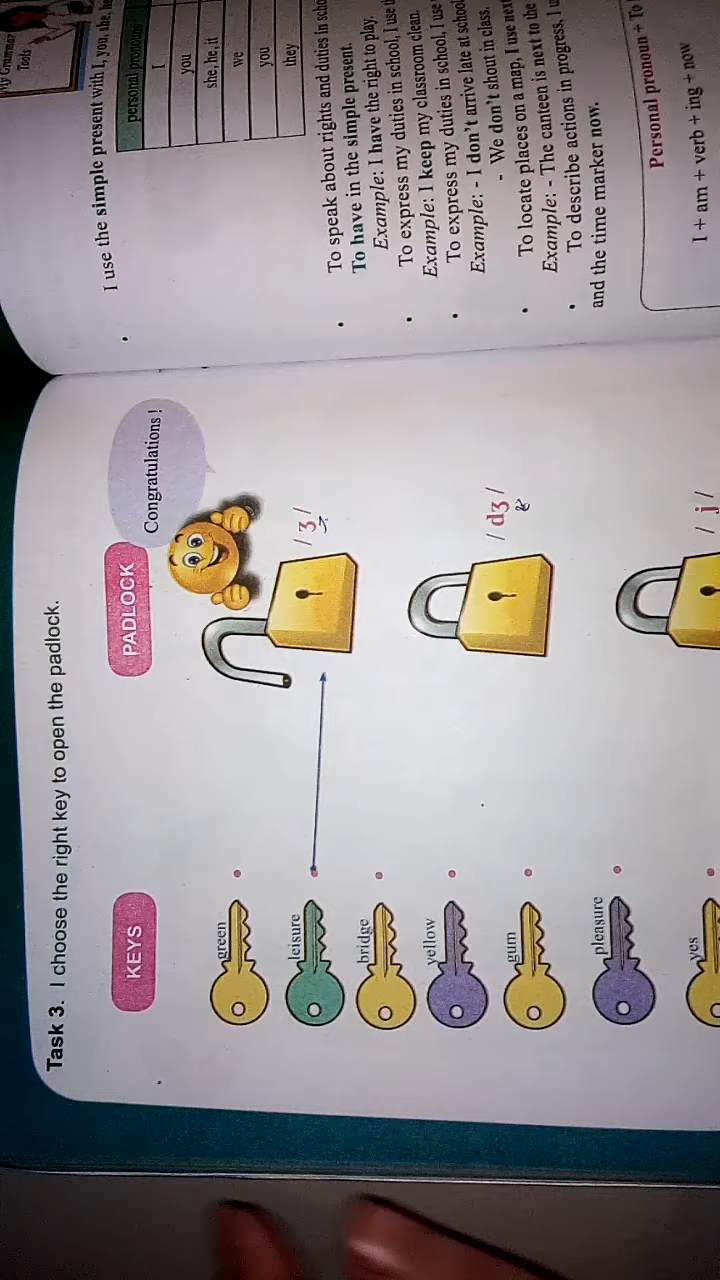 Task 3. I choose the right key to open the padlock.
KEYS
PADLOCK
Congratulations !
green
leisure
/ ʒ /
bridge
yellow
/ dʒ /
gum
pleasure
yes
/ j /
My Grammar
Tools
I use the simple present with I, you, she, he
personal pronouns
I
you
she, he, it
we
you
they
• To speak about rights and duties in
To have in the simple present.
Example: I have the right to play.
• To express my duties in school, I use
Example: I keep my classroom clean.
• To express my duties in school, I use
Example: - I don't arrive late at school
- We don't shout in class.
• To locate places on a map, I use next
Example: - The canteen is next to the
• To describe actions in progress, I
and the time marker now.
Personal pronoun + To
I + am + verb + ing + now